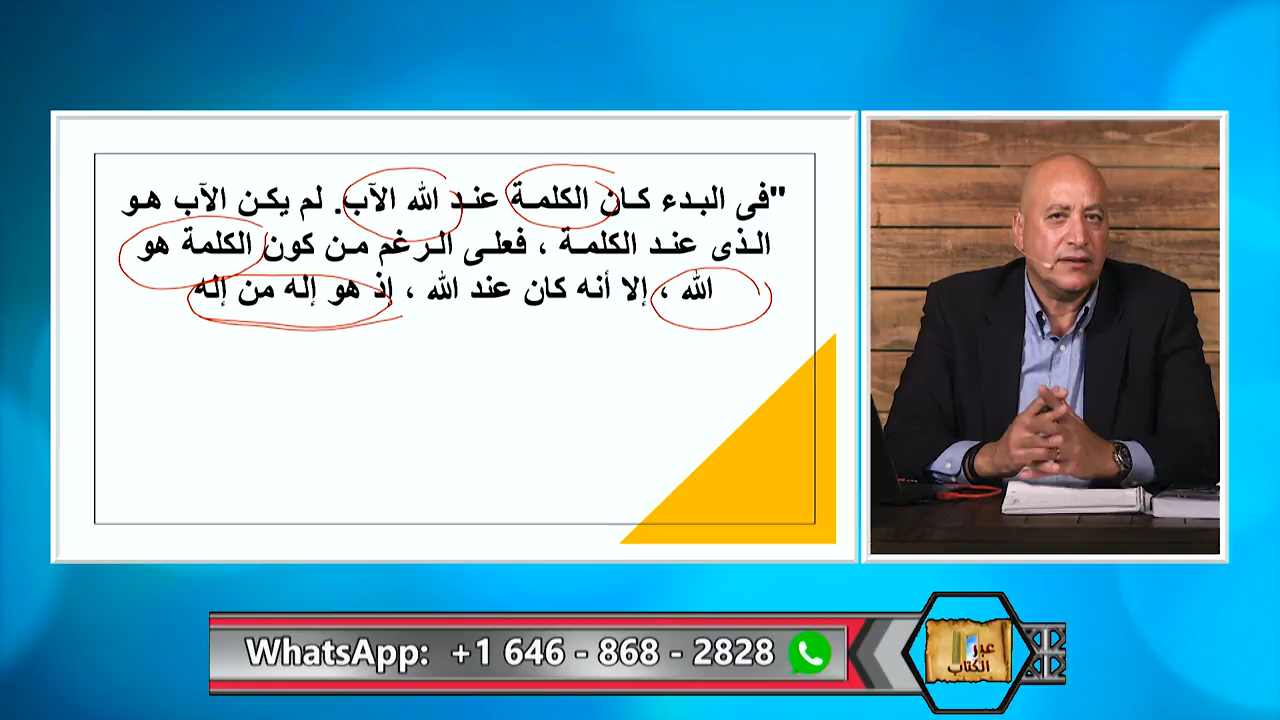 "فى البدء كان الكلمة عند الله الآب. لم يكن الآب هو
الذى عند الكلمة ، فعلى الرغم من كون الكلمة هو
الله ، إلا أنه كان عند الله ، إذ هو إله من إله
WhatsApp: +1 646 - 868 - 2828
عبر
الكتاب